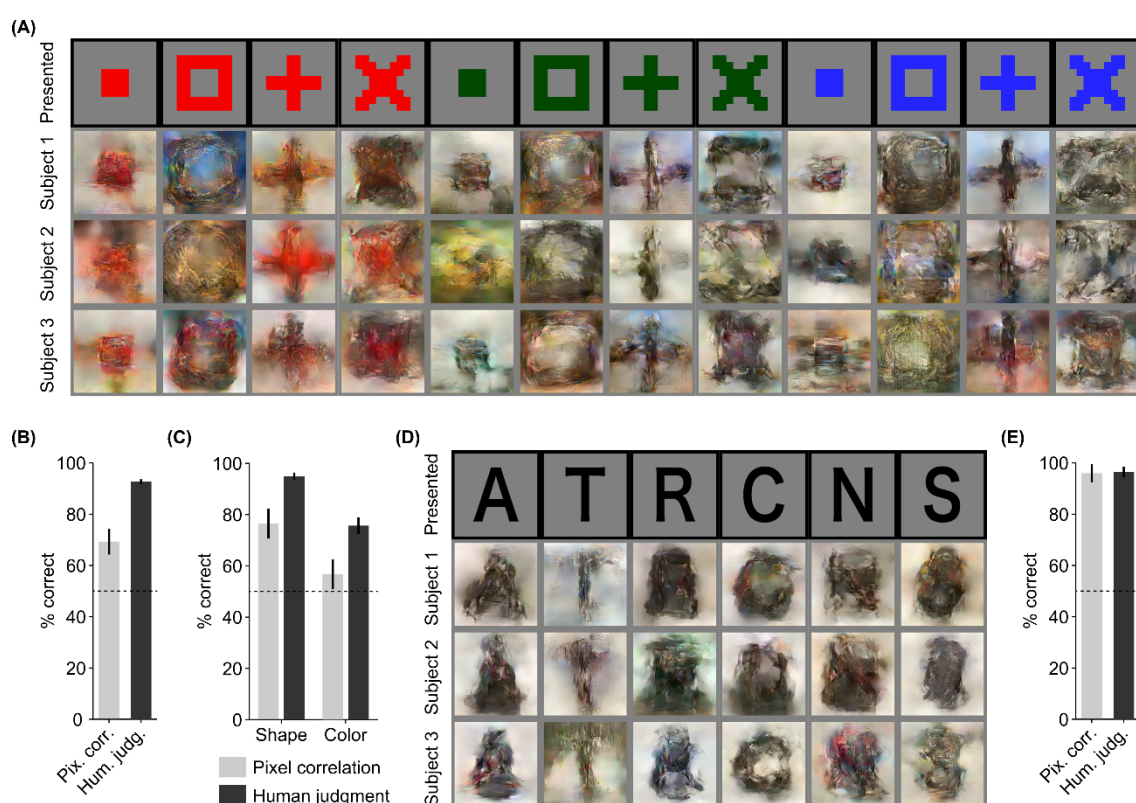 (A)
Presented
Subject 1
Subject 2
Subject 3
(B)
% correct
100
80
60
40
20
0
Pix. corr.
Hum. judg.
(C)
% correct
100
80
60
40
20
0
Shape Color
Pixel correlation
Human judgment
(D)
Presented
A T R C N S
Subject 1
Subject 2
Subject 3
(E)
% correct
100
80
60
40
20
0
Pix. corr.
Hum. judg.